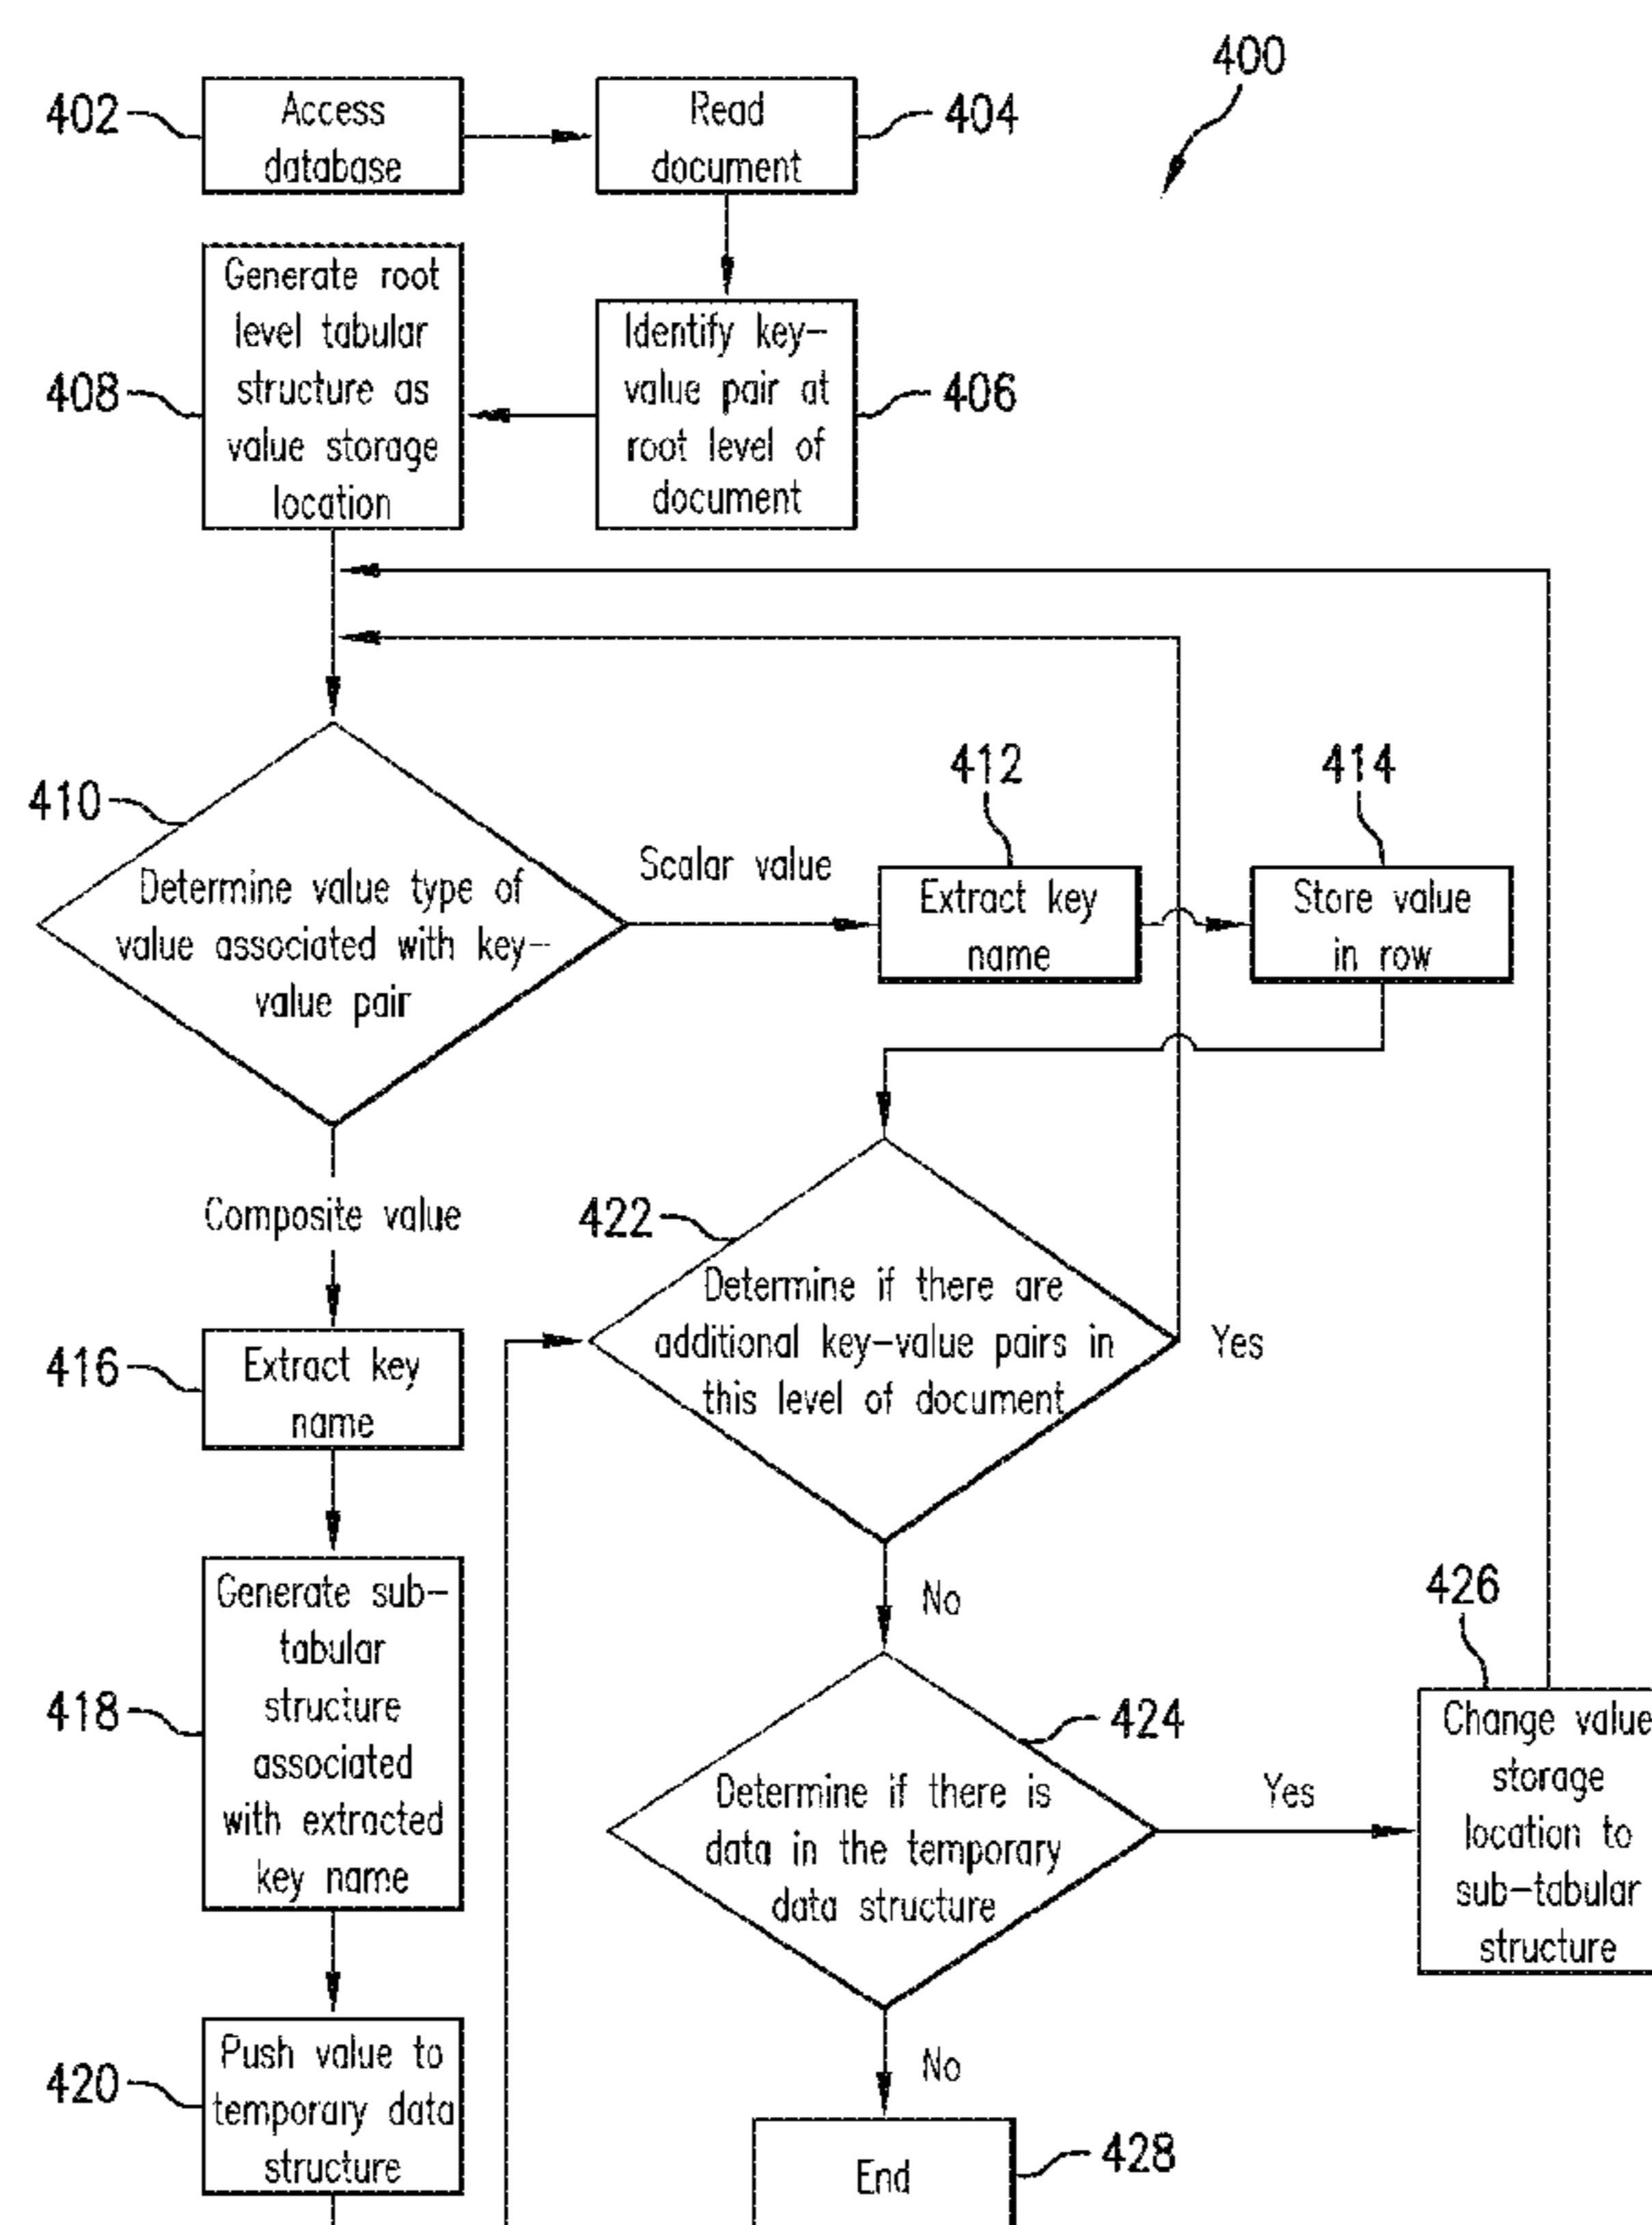 400
402
Access
database
Read
document
404
Generate root
level tabular
structure as
value storage
location
408
Identify key-
value pair at
root level of
document
406
410
Determine value type of
value associated with key-
value pair
Scalar value
412
Extract key
name
414
Store value
in row
Composite value
422
Determine if there are
additional key-value pairs in
this level of document
Yes
416
Extract key
name
No
418
Generate sub-
tabular
structure
associated
with extracted
key name
424
Determine if there is
data in the temporary
data structure
Yes
426
Change value
storage
location to
sub-tabular
structure
420
Push value to
temporary data
structure
No
End
428